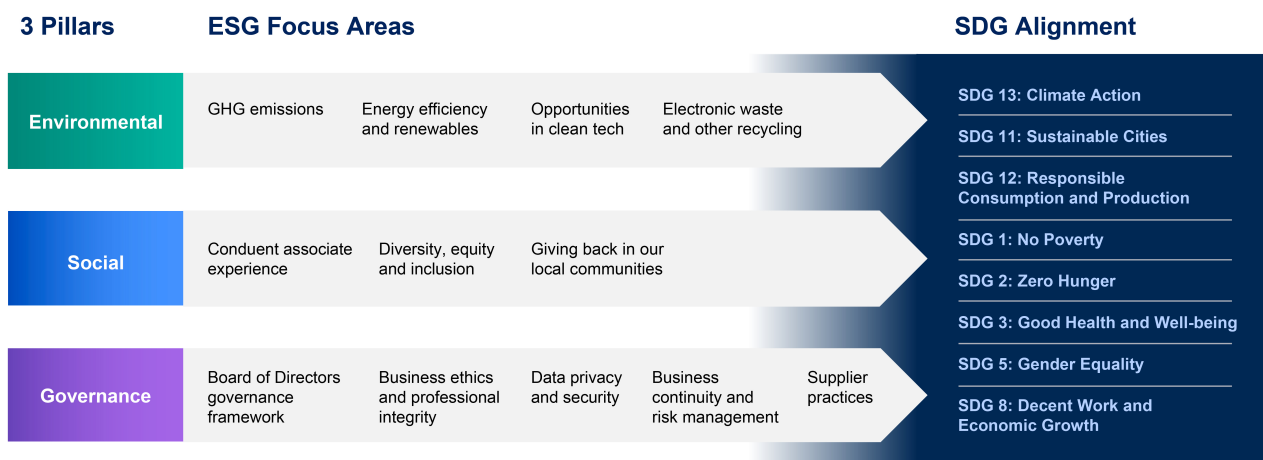 3 Pillars
ESG Focus Areas
SDG Alignment
Environmental
GHG emissions
Energy efficiency
and renewables
Opportunities
in clean tech
Electronic waste
and other recycling
Social
Conduent associate
experience
Diversity, equity
and inclusion
Giving back in our
local communities
Governance
Board of Directors
governance
framework
Business ethics
and professional
integrity
Data privacy
and security
Business
continuity and
risk management
Supplier
practices
SDG 13: Climate Action
SDG 11: Sustainable Cities
SDG 12: Responsible
Consumption and Production
SDG 1: No Poverty
SDG 2: Zero Hunger
SDG 3: Good Health and Well-being
SDG 5: Gender Equality
SDG 8: Decent Work and
Economic Growth